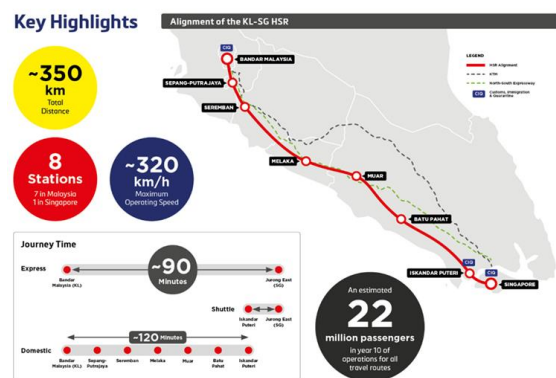 Key Highlights
Alignment of the KL-SG HSR
~350
km
Total
Distance
8
Stations
7 in Malaysia
1 in Singapore
~320
km/h
Maximum
Operating Speed
CIQ
BANDAR MALAYSIA
SEPANG-PUTRAJAYA
SEREMBAN
MELAKA
MUAR
BATU PAHAT
CIQ
CIQ
ISKANDAR PUTERI
SINGAPORE
LEGEND
HSR Alignment
KTM
North South Expressway
CIQ
Customs, Immigration
& Quarantine
Journey Time
Express
~90
Minutes
Bandar
Malaysia (KL)
Jurong East
(SG)
Shuttle
Iskandar
Puteri
Jurong East
(SG)
~120 Minutes
Domestic
Bandar
Malaysia (KL)
Sepang-
Putrajaya
Seremban
Melaka
Muar
Batu
Pahat
Iskandar
Puteri
An estimated
22
million passengers
in year 10 of
operations for all
travel routes